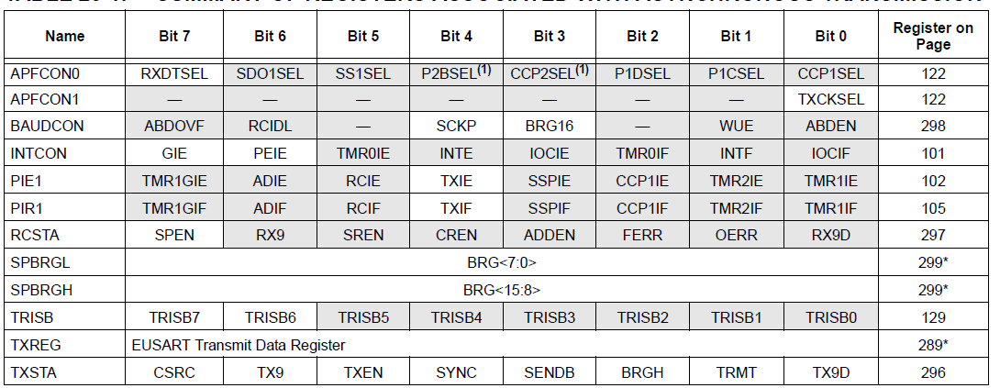 Name Bit 7 Bit 6 Bit 5 Bit 4 Bit 3 Bit 2 Bit 1 Bit 0 Register on Page
APFCON0 RXDTSEL SDO1SEL SS1SEL P2BSEL(1) CCP2SEL(1) P1DSEL P1CSEL CCP1SEL 122
APFCON1 — — — — — — — TXCKSEL 122
BAUDCON ABDOVF RCIDL — SCKP BRG16 — WUE ABDEN 298
INTCON GIE PEIE TMR0IE INTE IOCIE TMR0IF INTF IOCIF 101
PIE1 TMR1GIE ADIE RCIE TXIE SSPIE CCP1IE TMR2IE TMR1IE 102
PIR1 TMR1GIF ADIF RCIF TXIF SSPIF CCP1IF TMR2IF TMR1IF 105
RCSTA SPEN RX9 SREN CREN ADDEN FERR OERR RX9D 297
SPBRGL BRG<7:0> 299*
SPBRGH BRG<15:8> 299*
TRISB TRISB7 TRISB6 TRISB5 TRISB4 TRISB3 TRISB2 TRISB1 TRISB0 129
TXREG EUSART Transmit Data Register 289*
TXSTA CSRC TX9 TXEN SYNC SENDB BRGH TRMT TX9D 296